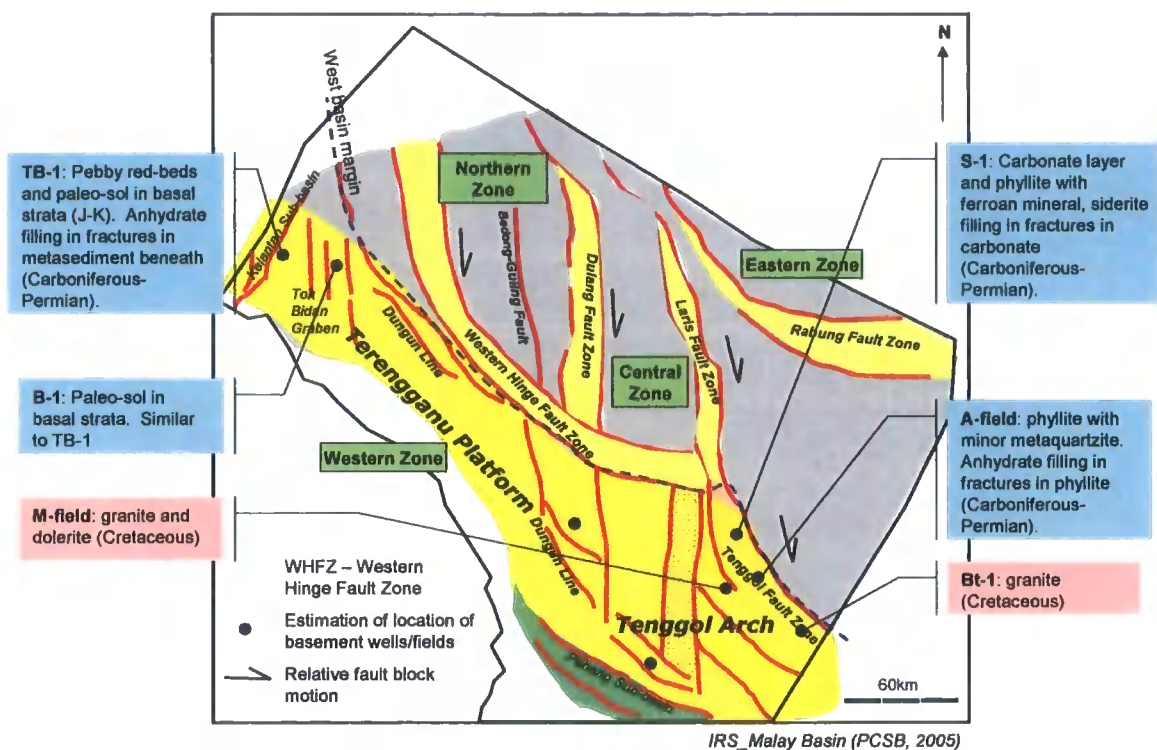 N
West basin margin
TB-1: Pebby red-beds
and paleo-sol in basal
strata (J-K). Anhydrate
filling in fractures in
metasediment beneath
(Carboniferous-
Permian).
Northern
Zone
S-1: Carbonate layer
and phyllite with
ferroan mineral, siderite
filling in fractures in
carbonate
(Carboniferous-
Permian).
Kelantan Sub-basin
Bedong-Guling Fault
Eastern Zone
Tok
Bidan
Graben
Dungun Line
Dulang Fault Zone
Laris Fault Zone
Rabung Fault Zone
Western Hinge Fault Zone
Central
Zone
Terengganu Platform
B-1: Paleo-sol in
basal strata. Similar
to TB-1
Western Zone
A-field: phyllite with
minor metaquartzite.
Anhydrate filling in
fractures in phyllite
(Carboniferous-
Permian).
M-field: granite and
dolerite (Cretaceous)
Dungun Line
Tenggol Fault Zone
Bt-1: granite
(Cretaceous)
WHFZ – Western
Hinge Fault Zone
Estimation of location of
basement wells/fields
Relative fault block
motion
Tenggol Arch
Sub-basin
60km
IRS_Malay Basin (PCSB, 2005)